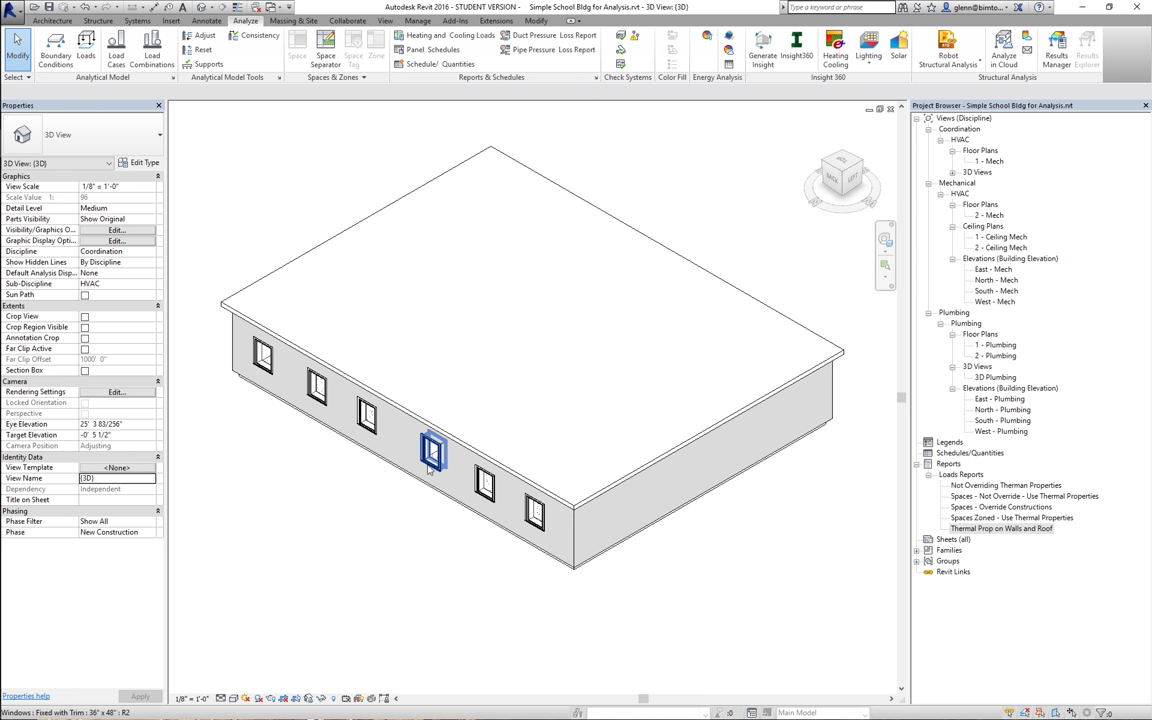 Autodesk Revit 2016 - STUDENT VERSION - Simple School Bldg for Analysis.rvt - 3D View: {3D}
Type a keyword or phrase
glenn@bimto...
Architecture Structure Systems Insert Annotate Analyze Massing & Site Collaborate View Manage Add-Ins Extensions Modify
Modify
Boundary Conditions
Loads
Load Cases
Load Combinations
Adjust
Reset
Supports
Consistency
Space
Space Separator
Space Tag
Zone
Heating and Cooling Loads
Panel Schedules
Schedule/ Quantities
Duct Pressure Loss Report
Pipe Pressure Loss Report
Generate Insight
Insight360
Heating Cooling
Lighting
Solar
Robot Structural Analysis
Analyze in Cloud
Results Manager
Results Explorer
Select
Analytical Model
Analytical Model Tools
Spaces & Zones
Reports & Schedules
Check Systems
Color Fill
Energy Analysis
Insight 360
Structural Analysis
Properties
3D View
3D View: {3D}
Edit Type
Graphics
View Scale 1/8" = 1'-0"
Scale Value 1: 96
Detail Level Medium
Parts Visibility Show Original
Visibility/Graphics O... Edit...
Graphic Display Opti... Edit...
Discipline Coordination
Show Hidden Lines By Discipline
Default Analysis Disp... None
Sub-Discipline HVAC
Sun Path
Extents
Crop View
Crop Region Visible
Annotation Crop
Far Clip Active
Far Clip Offset 1000' 0"
Section Box
Camera
Rendering Settings Edit...
Locked Orientation
Perspective
Eye Elevation 25' 3 83/256"
Target Elevation -0' 5 1/2"
Camera Position Adjusting
Identity Data
View Template <None>
View Name {3D}
Dependency Independent
Title on Sheet
Phasing
Phase Filter Show All
Phase New Construction
Properties help
Apply
BACK
LEFT
Project Browser - Simple School Bldg for Analysis.rvt
Views (Discipline)
Coordination
HVAC
Floor Plans
1 - Mech
3D Views
Mechanical
HVAC
Floor Plans
2 - Mech
Ceiling Plans
1 - Ceiling Mech
2 - Ceiling Mech
Elevations (Building Elevation)
East - Mech
North - Mech
South - Mech
West - Mech
Plumbing
Plumbing
Floor Plans
1 - Plumbing
2 - Plumbing
3D Views
3D Plumbing
Elevations (Building Elevation)
East - Plumbing
North - Plumbing
South - Plumbing
West - Plumbing
Legends
Schedules/Quantities
Reports
Loads Reports
Not Overriding Therman Properties
Spaces - Not Override - Use Thermal Properties
Spaces - Override Constructions
Spaces Zoned - Use Thermal Properties
Thermal Prop on Walls and Roof
Sheets (all)
Families
Groups
Revit Links
1/8" = 1'-0"
Windows : Fixed with Trim : 36" x 48" : R2
:0
Main Model
:0